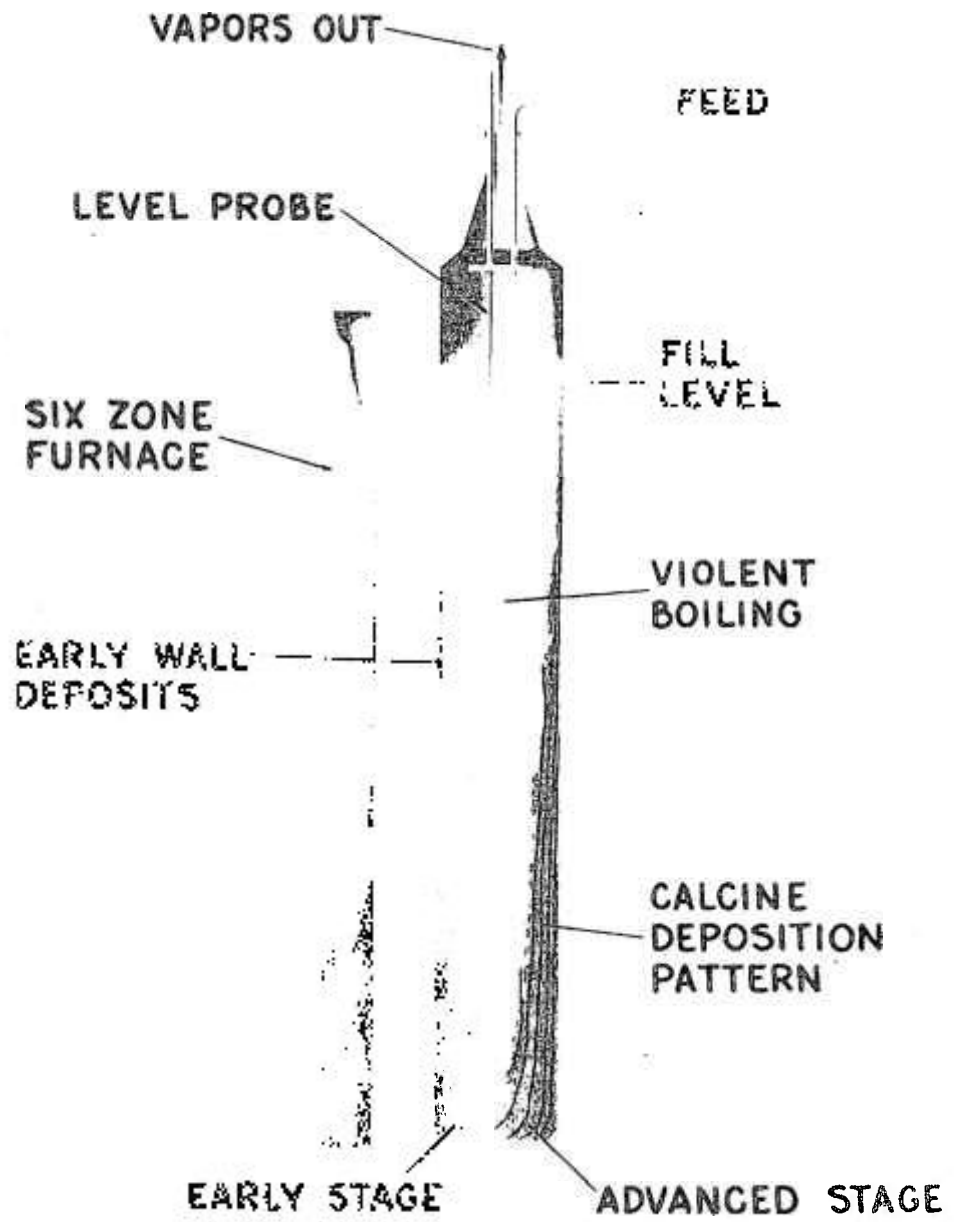 VAPORS OUT
FEED
LEVEL PROBE
FILL
LEVEL
SIX ZONE
FURNACE
VIOLENT
BOILING
EARLY WALL
DEPOSITS
CALCINE
DEPOSITION
PATTERN
EARLY STAGE
ADVANCED STAGE